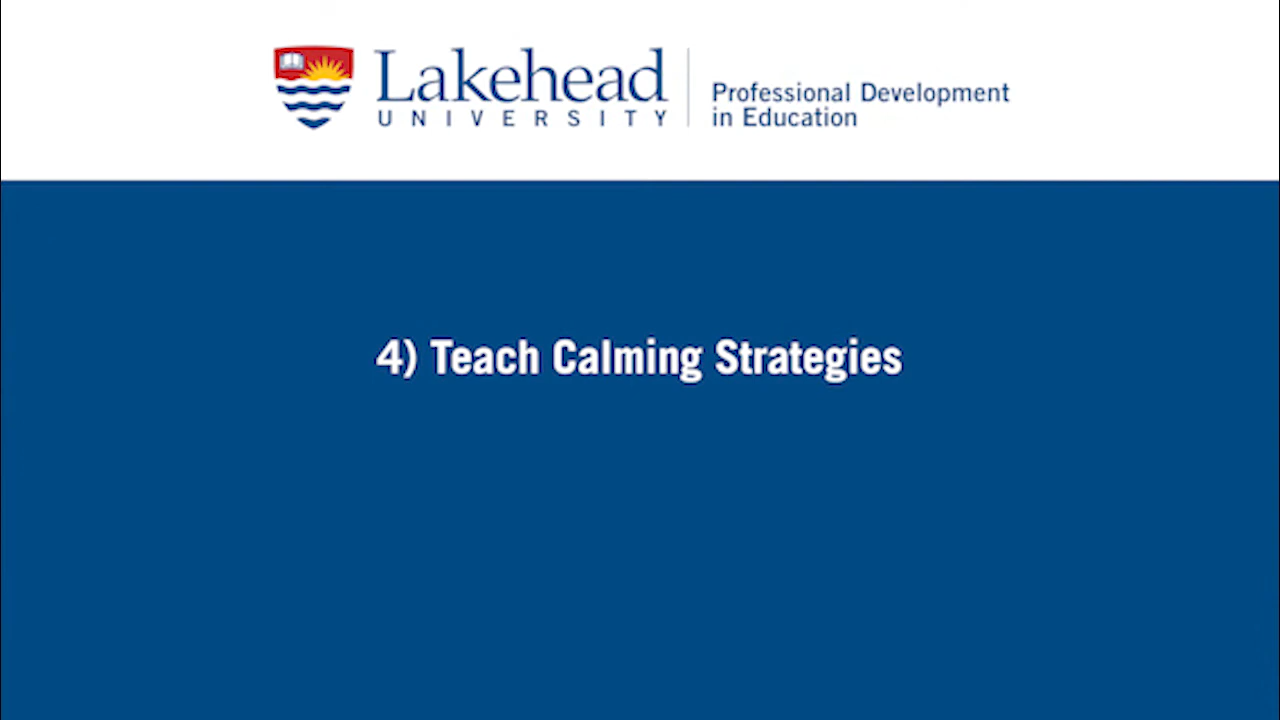 Lakehead
UNIVERSITY
Professional Development
in Education
4) Teach Calming Strategies